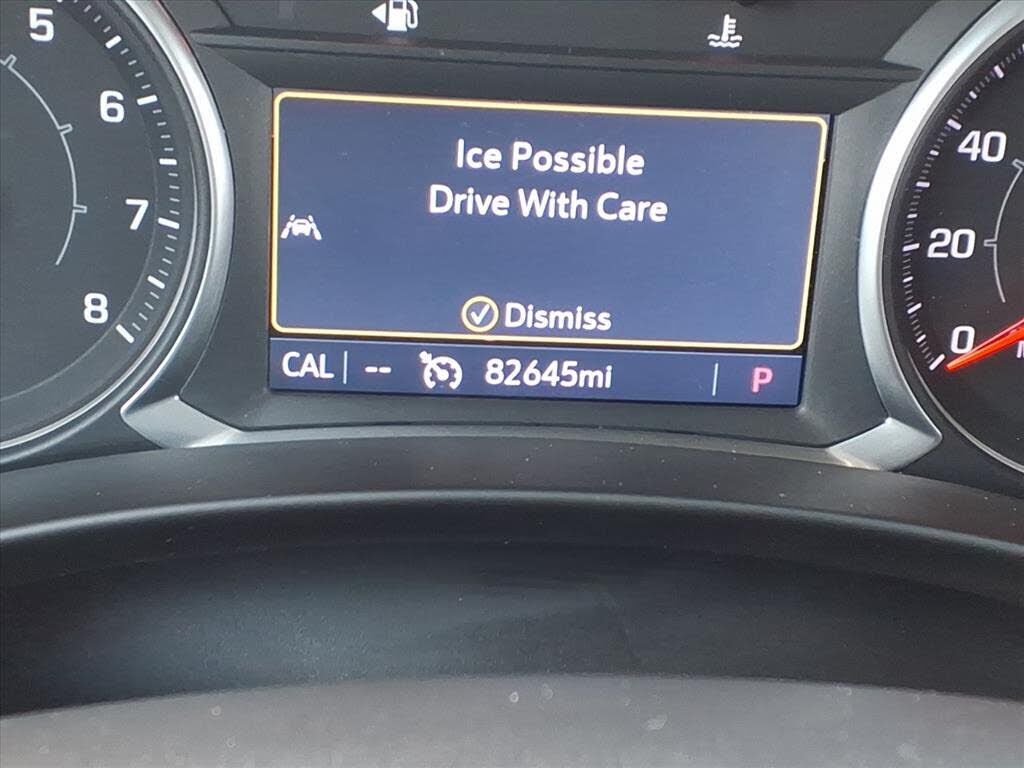 5
6
7
8
Ice Possible
Drive With Care
Dismiss
CAL -- 82645mi P
40
20
0